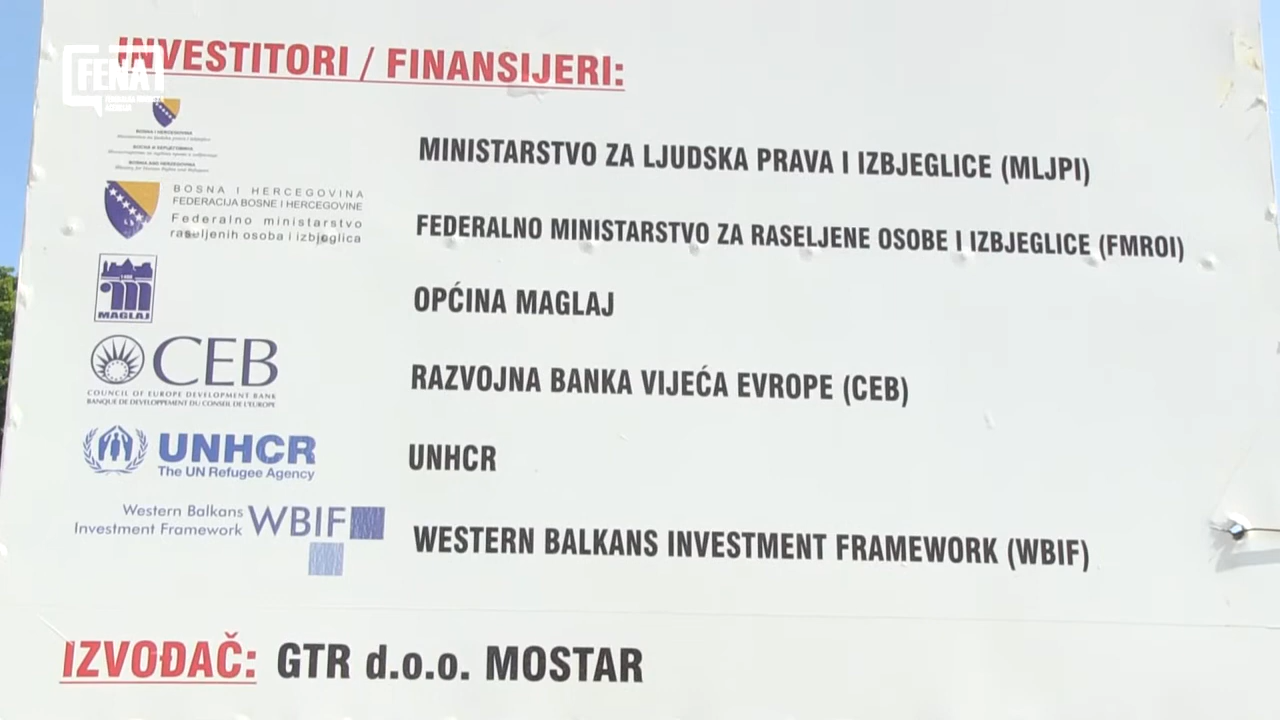 INVESTITORI / FINANSIJERI:
FENA
BOSNA I HERCEGOVINA
MINISTARSTVO ZA LJUDSKA PRAVA I IZBJEGLICE (MLJPI)
BOSNA I HERCEGOVINA
FEDERACIJA BOSNE I HERCEGOVINE
Federalno ministarstvo
raseljenih osoba i izbjeglica
FEDERALNO MINISTARSTVO ZA RASELJENE OSOBE I IZBJEGLICE (FMROI)
MAGLAJ
OPĆINA MAGLAJ
CEB
COUNCIL OF EUROPE DEVELOPMENT BANK
BANQUE DE DEVELOPPEMENT DU CONSEIL DE L'EUROPE
RAZVOJNA BANKA VIJEĆA EVROPE (CEB)
UNHCR
The UN Refugee Agency
UNHCR
Western Balkans
Investment Framework
WBIF
WESTERN BALKANS INVESTMENT FRAMEWORK (WBIF)
IZVOĐAČ: GTR d.o.o. MOSTAR